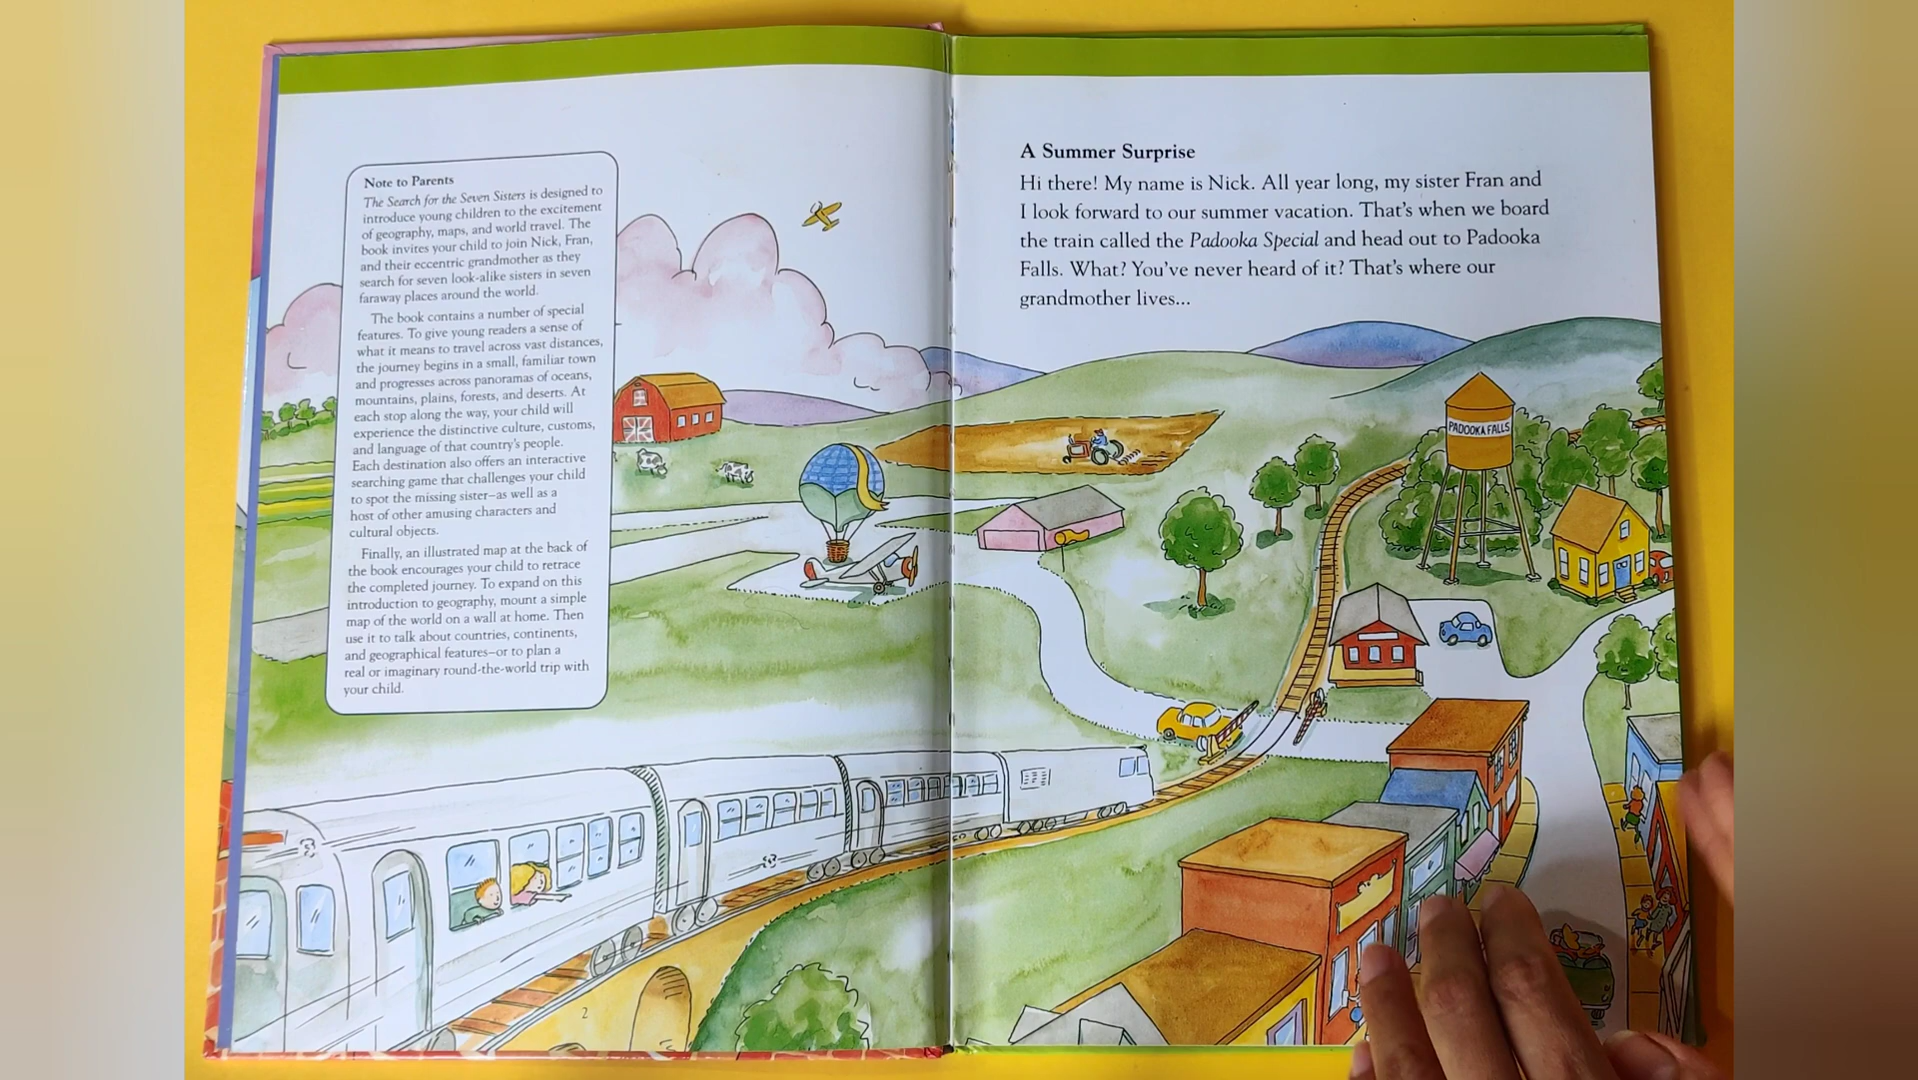 Note to Parents
The Search for the Seven Sisters is designed to
introduce young children to the excitement
of geography, maps, and world travel. The
book invites your child to join Nick, Fran,
and their eccentric grandmother as they
search for seven look-alike sisters in seven
faraway places around the world.
The book contains a number of special
features. To give young readers a sense of
what it means to travel across vast distances,
the journey begins in a small, familiar town
and progresses across panoramas of oceans,
mountains, plains, forests, and deserts. At
each stop along the way, your child will
experience the distinctive culture, customs,
and language of that country's people.
Each destination also offers an interactive
searching game that challenges your child
to spot the missing sister–as well as a
host of other amusing characters and
cultural objects.
Finally, an illustrated map at the back of
the book encourages your child to retrace
the completed journey. To expand on this
introduction to geography, mount a simple
map of the world on a wall at home. Then
use it to talk about countries, continents,
and geographical features–or to plan a
real or imaginary round-the-world trip with
your child.
2
A Summer Surprise
Hi there! My name is Nick. All year long, my sister Fran and
I look forward to our summer vacation. That's when we board
the train called the Padooka Special and head out to Padooka
Falls. What? You've never heard of it? That's where our
grandmother lives...
PADOOKA FALLS